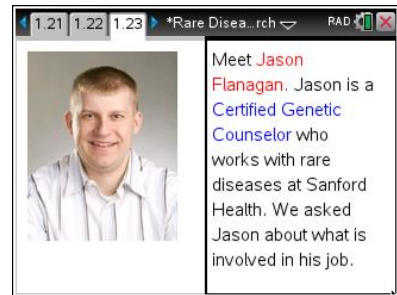 1.21 1.22 1.23 *Rare Disea...rch RAD
Meet Jason
Flanagan. Jason is a
Certified Genetic
Counselor who
works with rare
diseases at Sanford
Health. We asked
Jason about what is
involved in his job.